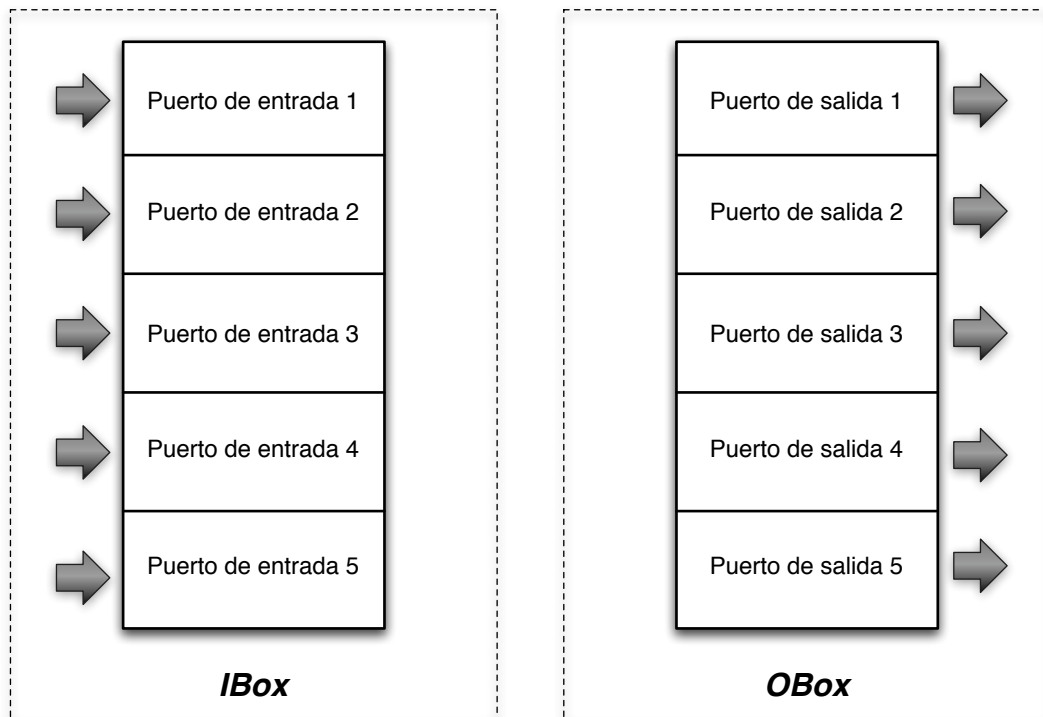 Puerto de entrada 1
Puerto de entrada 2
Puerto de entrada 3
Puerto de entrada 4
Puerto de entrada 5
IBox
Puerto de salida 1
Puerto de salida 2
Puerto de salida 3
Puerto de salida 4
Puerto de salida 5
OBox